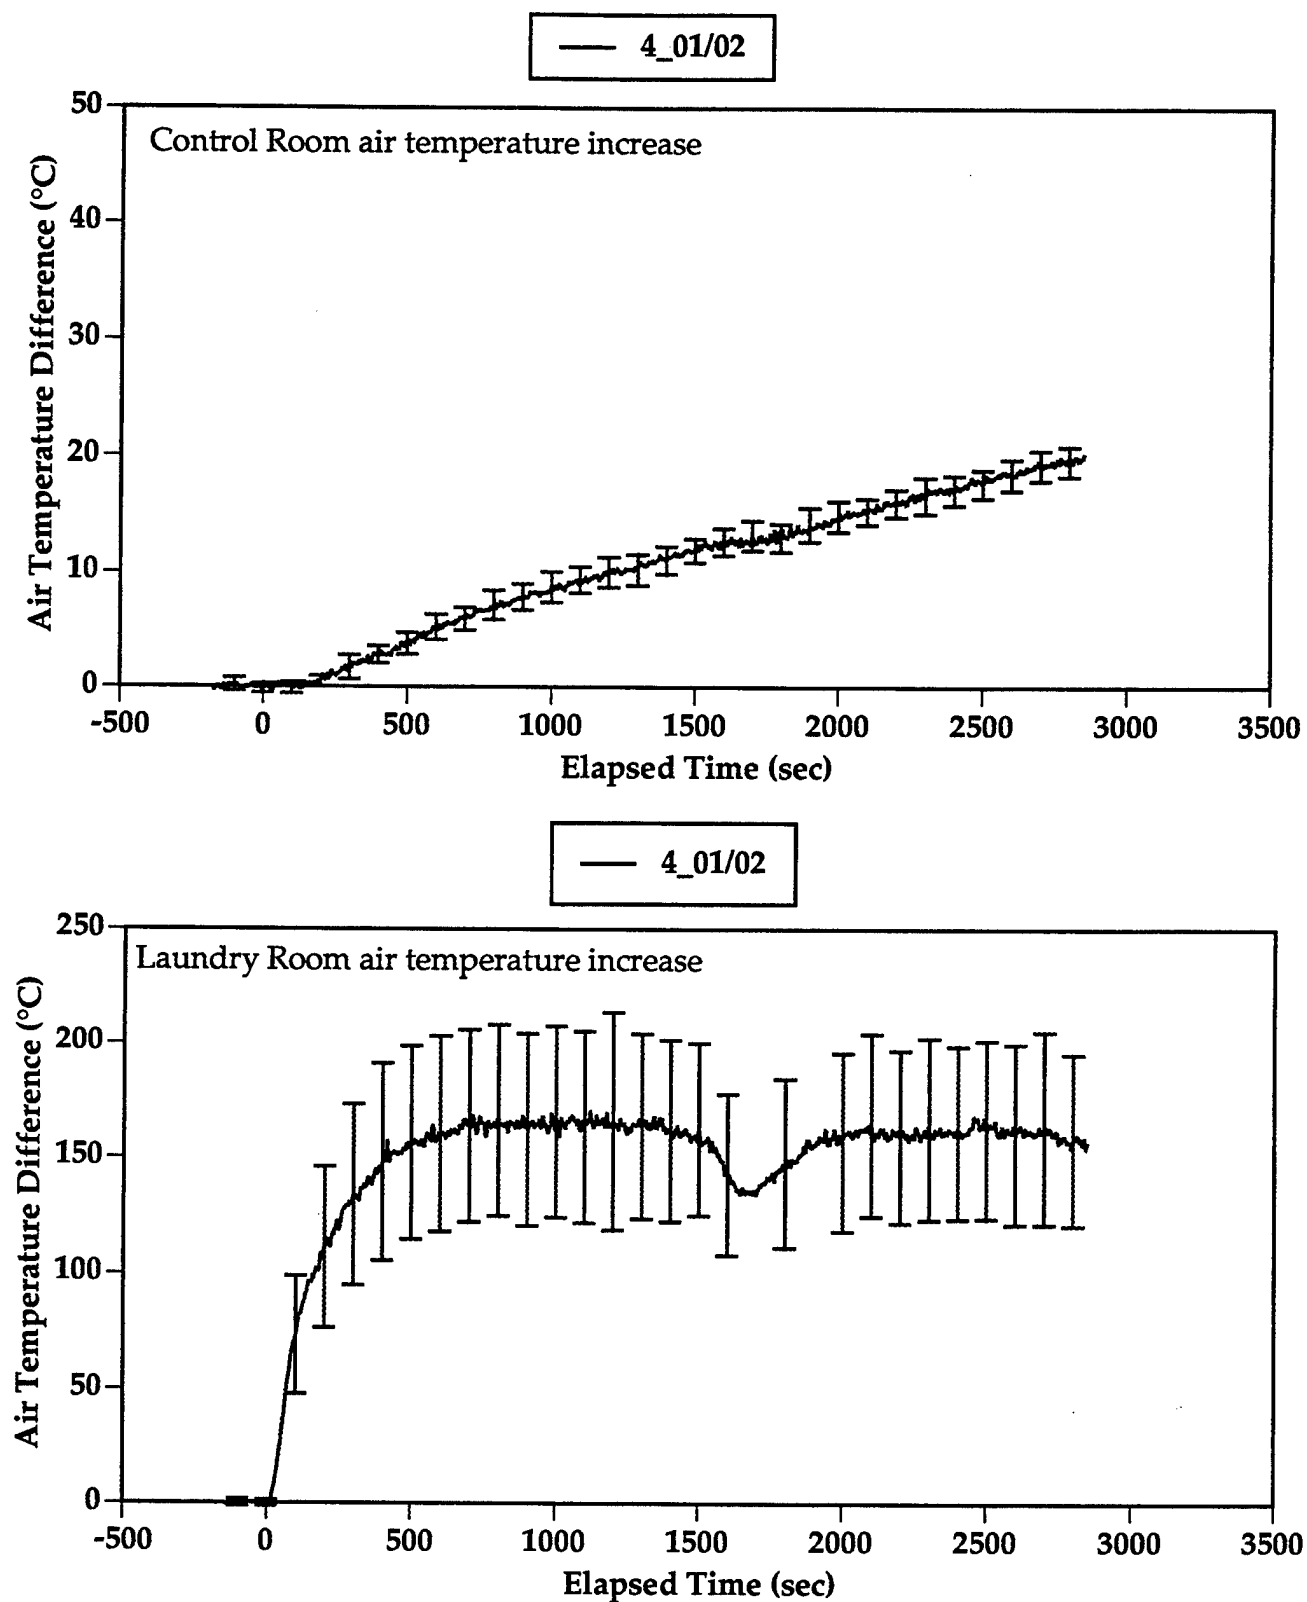 4_01/02
Control Room air temperature increase
Air Temperature Difference (°C)
50
40
30
20
10
0
-500 0 500 1000 1500 2000 2500 3000 3500
Elapsed Time (sec)
4_01/02
Laundry Room air temperature increase
Air Temperature Difference (°C)
250
200
150
100
50
0
-500 0 500 1000 1500 2000 2500 3000 3500
Elapsed Time (sec)